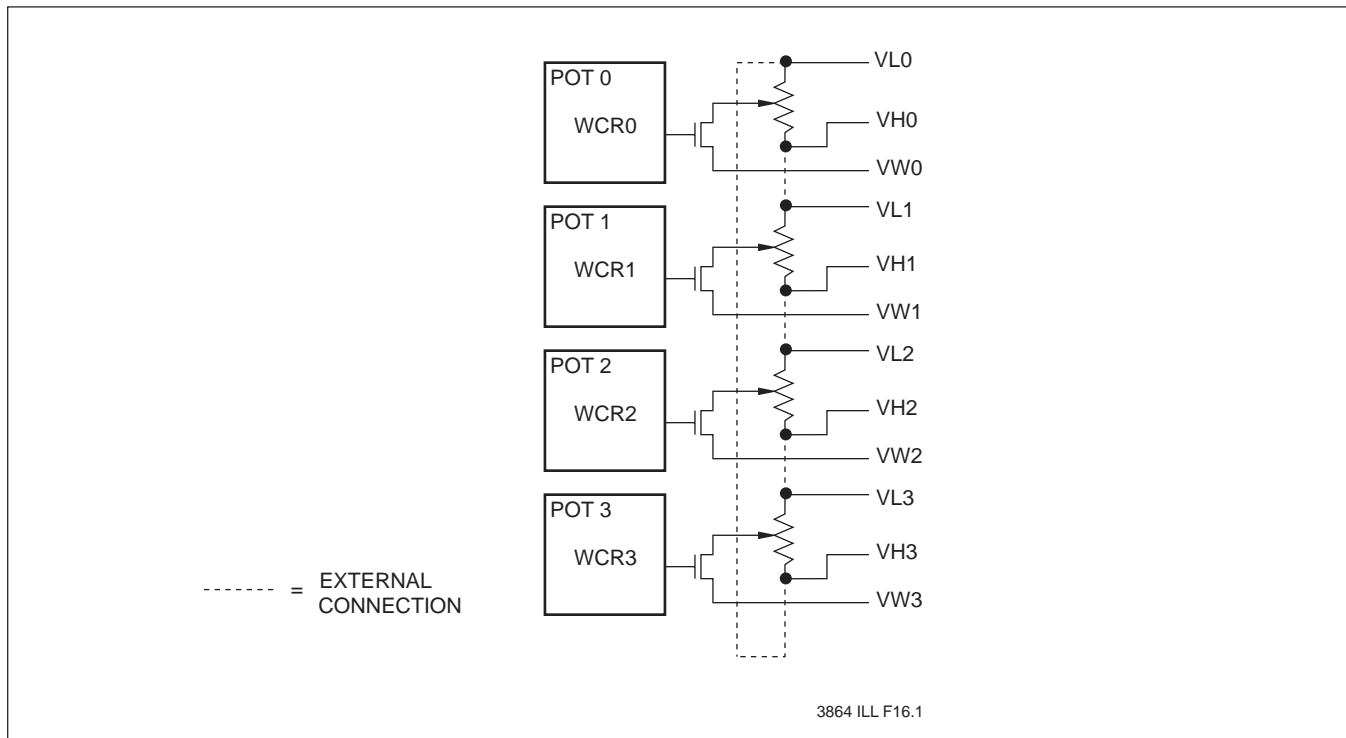 POT 0
WCR0
VL0
VH0
VW0
POT 1
WCR1
VL1
VH1
VW1
POT 2
WCR2
VL2
VH2
VW2
POT 3
WCR3
VL3
VH3
VW3
= EXTERNAL
CONNECTION
3864 ILL F16.1